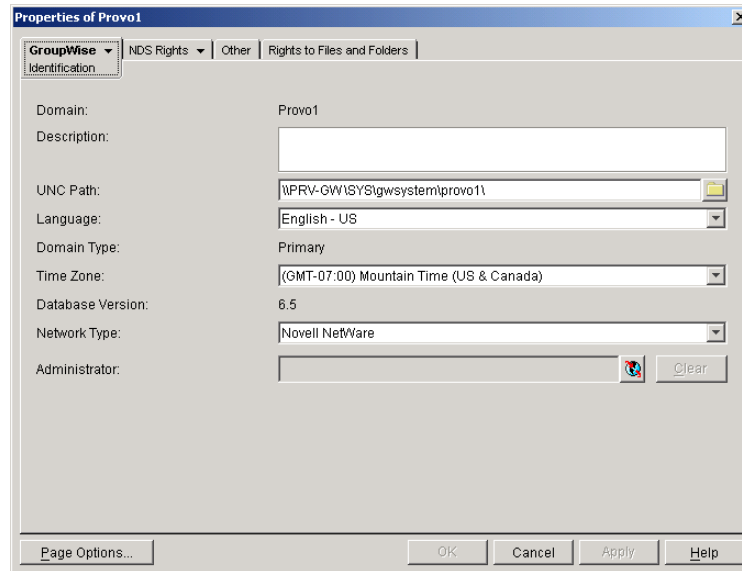 Properties of Provo1
GroupWise NDS Rights Other Rights to Files and Folders
Identification
Domain: Provo1
Description:
UNC Path: \\PRV-GW\SYS\gwsystem\provo1\
Language: English - US
Domain Type: Primary
Time Zone: (GMT-07:00) Mountain Time (US & Canada)
Database Version: 6.5
Network Type: Novell NetWare
Administrator: Clear
Page Options... OK Cancel Apply Help